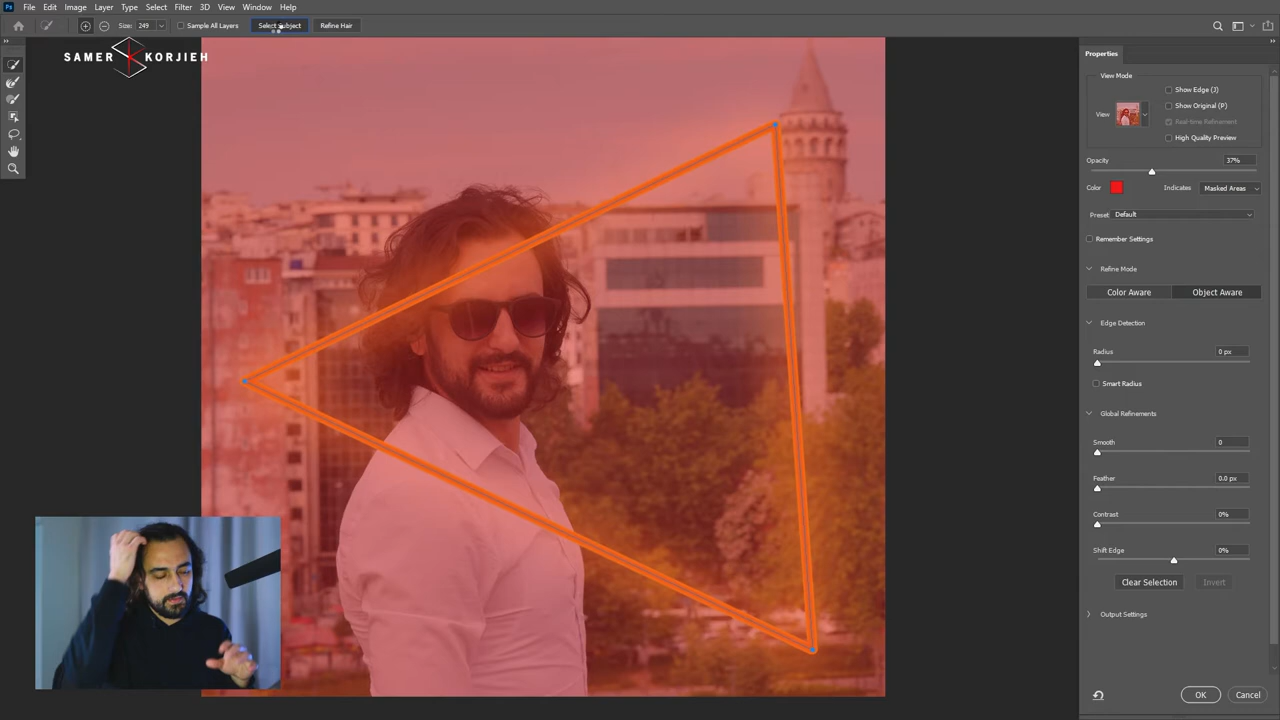 Ps File Edit Image Layer Type Select Filter 3D View Window Help
Size: 249 Sample All Layers Select Subject Refine Hair
SAMER KORJIEH
Properties
View Mode
Show Edge (J)
View Show Original (P)
Real-time Refinement
High Quality Preview
Opacity 37%
Color Indicates Masked Areas
Preset Default
Remember Settings
Refine Mode
Color Aware Object Aware
Edge Detection
Radius 0 px
Smart Radius
Global Refinements
Smooth 0
Feather 0.0 px
Contrast 0%
Shift Edge 0%
Clear Selection Invert
Output Settings
OK Cancel